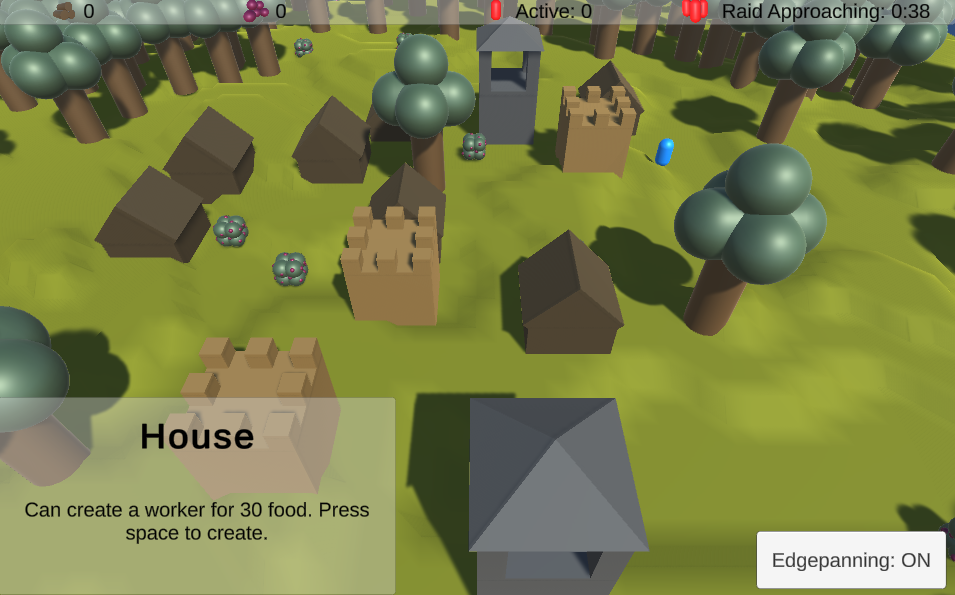 0
0
Active: 0
Raid Approaching: 0:38
House
Can create a worker for 30 food. Press
space to create.
Edgepanning: ON